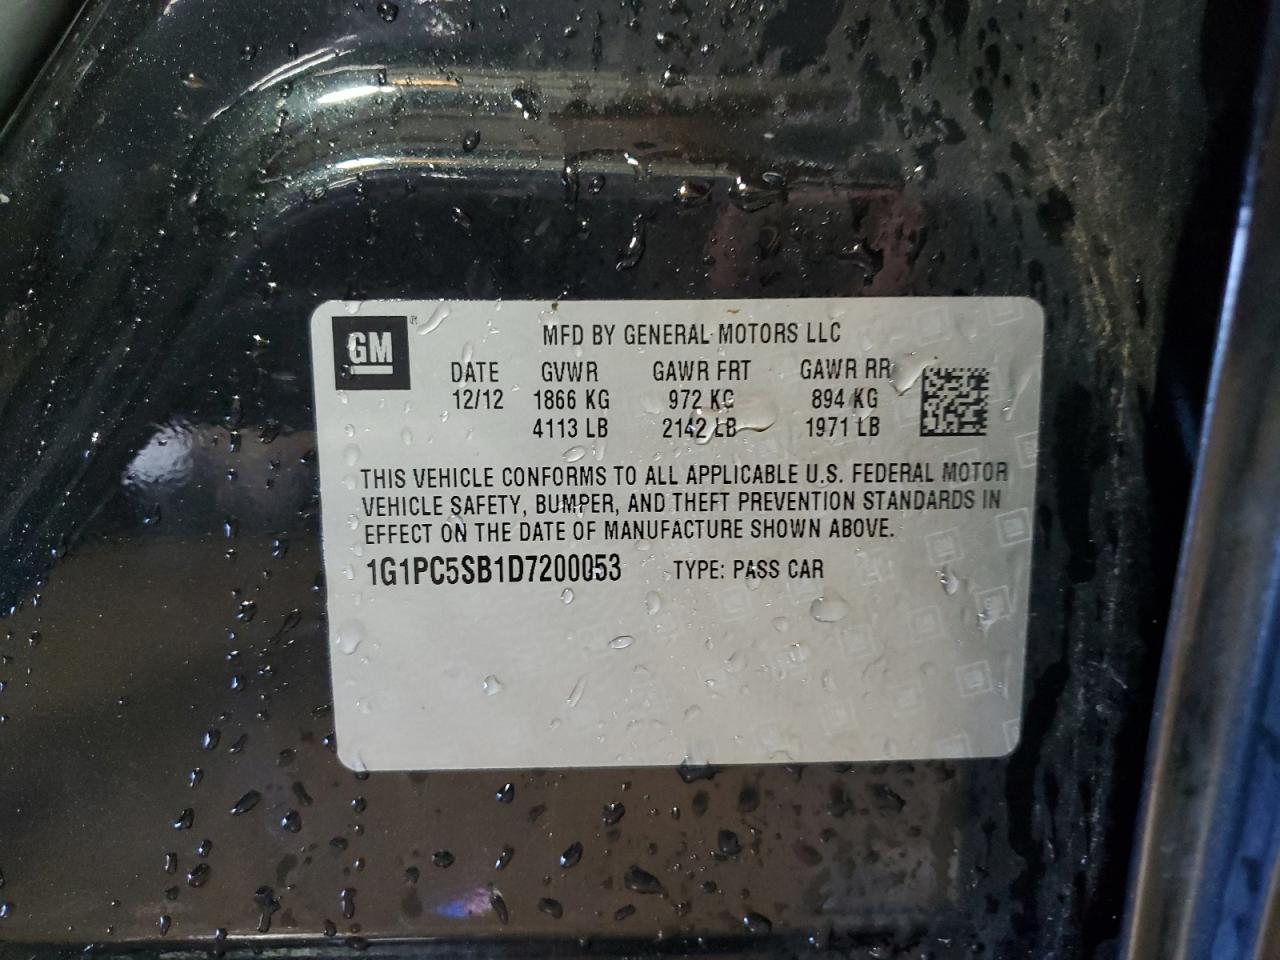 GM ®
MFD BY GENERAL MOTORS LLC
DATE GVWR GAWR FRT GAWR RR
12/12 1866 KG 972 KG 894 KG
4113 LB 2142 LB 1971 LB
THIS VEHICLE CONFORMS TO ALL APPLICABLE U.S. FEDERAL MOTOR
VEHICLE SAFETY, BUMPER, AND THEFT PREVENTION STANDARDS IN
EFFECT ON THE DATE OF MANUFACTURE SHOWN ABOVE.
1G1PC5SB1D7200053 TYPE: PASS CAR